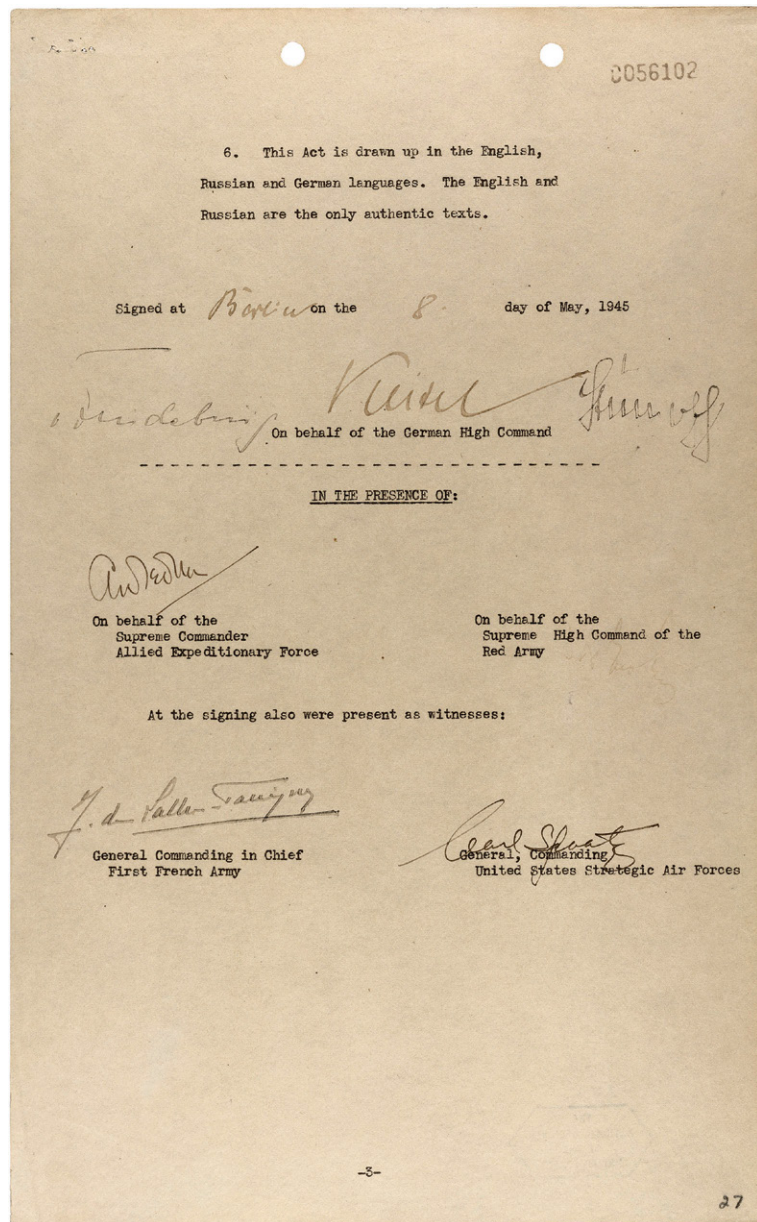 0056102
6. This Act is drawn up in the English,
Russian and German languages. The English and
Russian are the only authentic texts.
Signed at Berlin on the 8. day of May, 1945
Keitel
On behalf of the German High Command
IN THE PRESENCE OF:
On behalf of the
Supreme Commander
Allied Expeditionary Force
On behalf of the
Supreme High Command of the
Red Army
At the signing also were present as witnesses:
General Commanding in Chief
First French Army
Carl Spaatz
General, Commanding
United States Strategic Air Forces
-3-
27